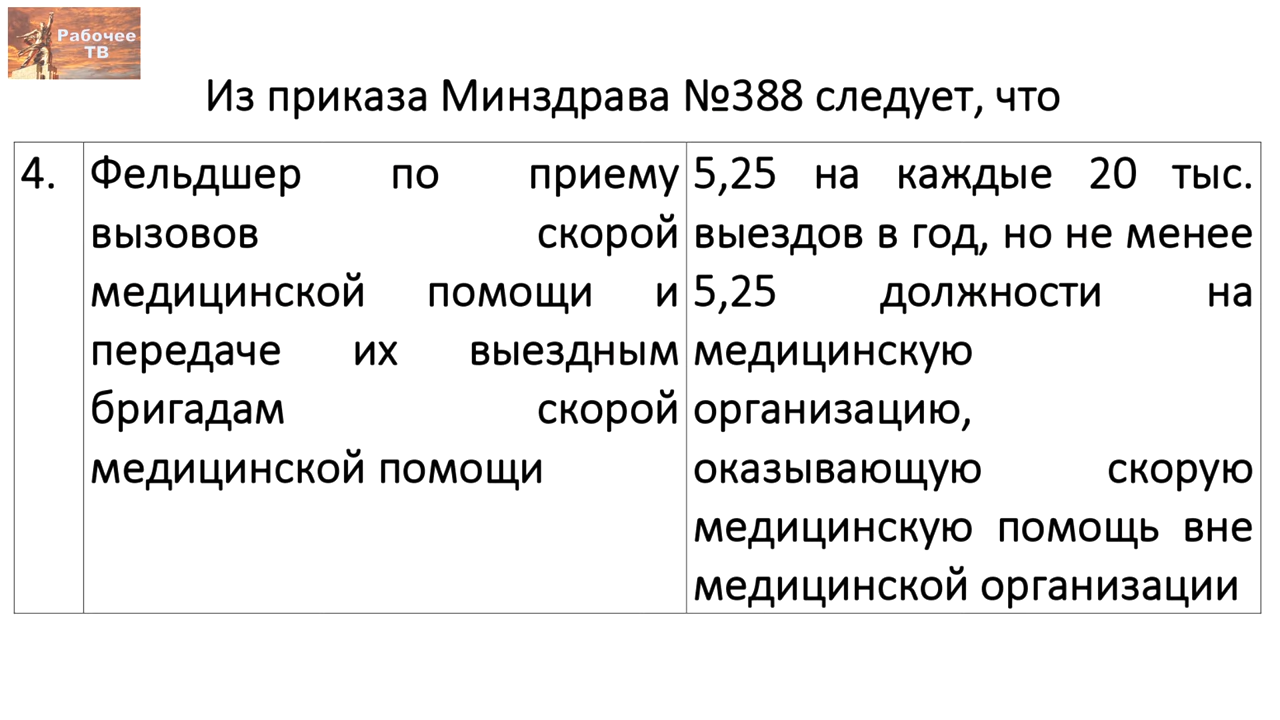 Рабочее
ТВ
Из приказа Минздрава №388 следует, что
4.
Фельдшер по приему
вызовов скорой
медицинской помощи и
передаче их выездным
бригадам скорой
медицинской помощи
5,25 на каждые 20 тыс.
выездов в год, но не менее
5,25 должности на
медицинскую
организацию,
оказывающую скорую
медицинскую помощь вне
медицинской организации